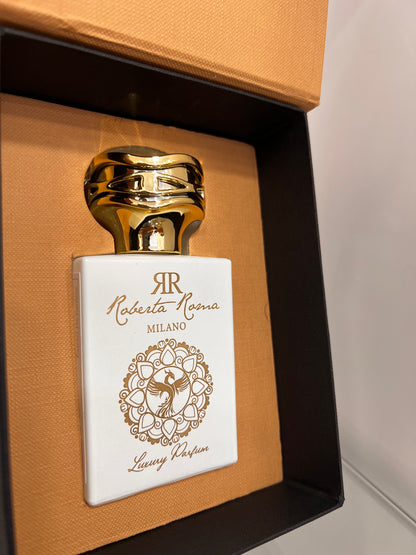 RR
Roberta Roma
MILANO
Luxury Parfum